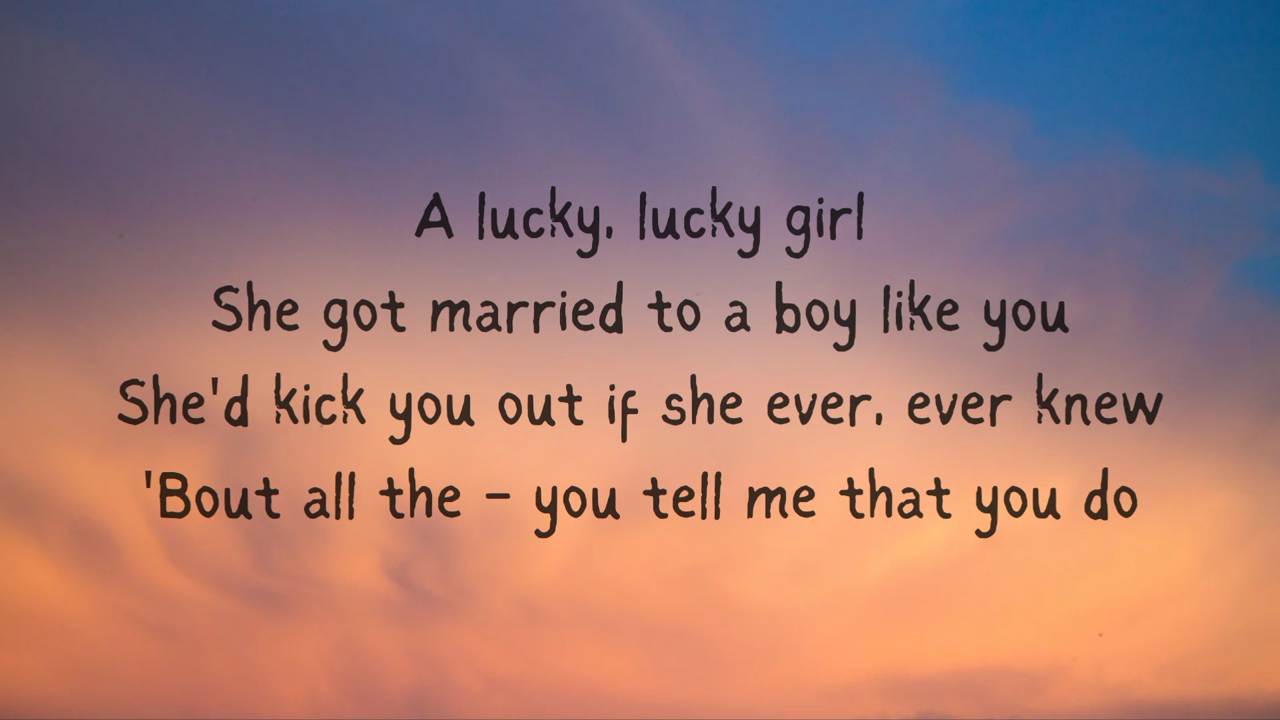 A lucky, lucky girl
She got married to a boy like you
She'd kick you out if she ever, ever knew
'Bout all the - you tell me that you do